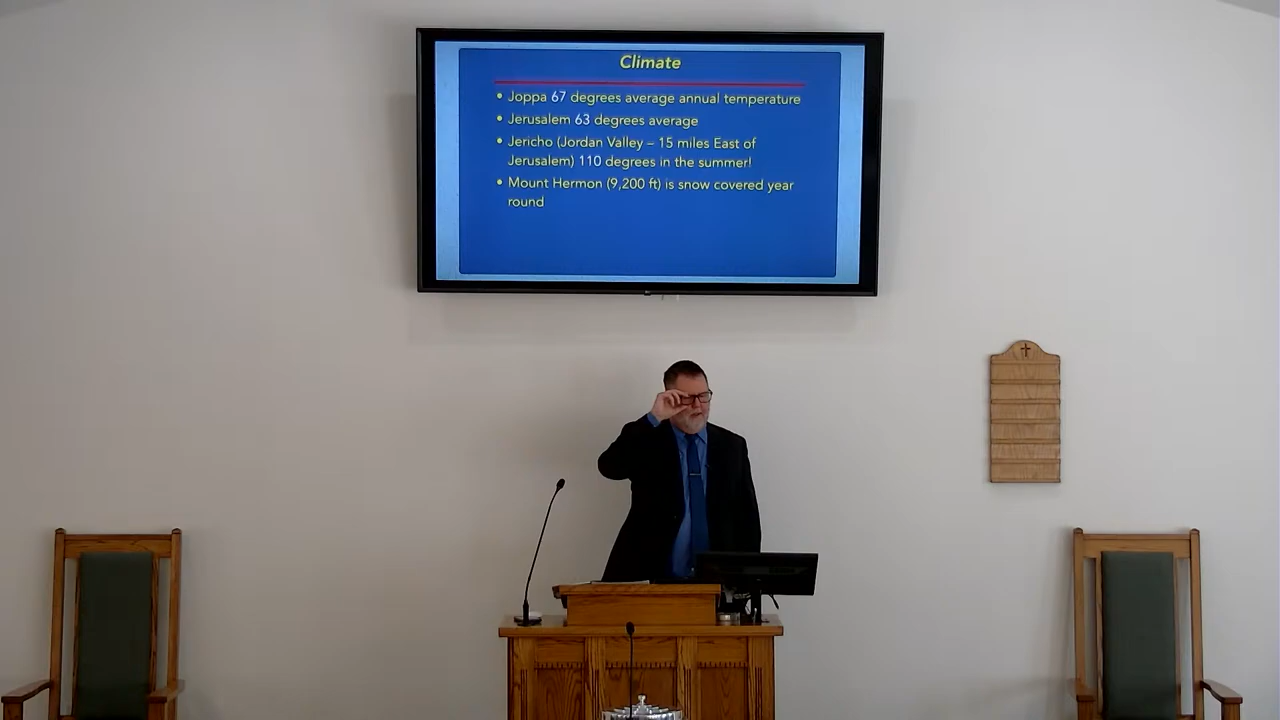 Climate
• Joppa 67 degrees average annual temperature
• Jerusalem 63 degrees average
• Jericho (Jordan Valley – 15 miles East of
Jerusalem) 110 degrees in the summer!
• Mount Hermon (9,200 ft) is snow covered year
round